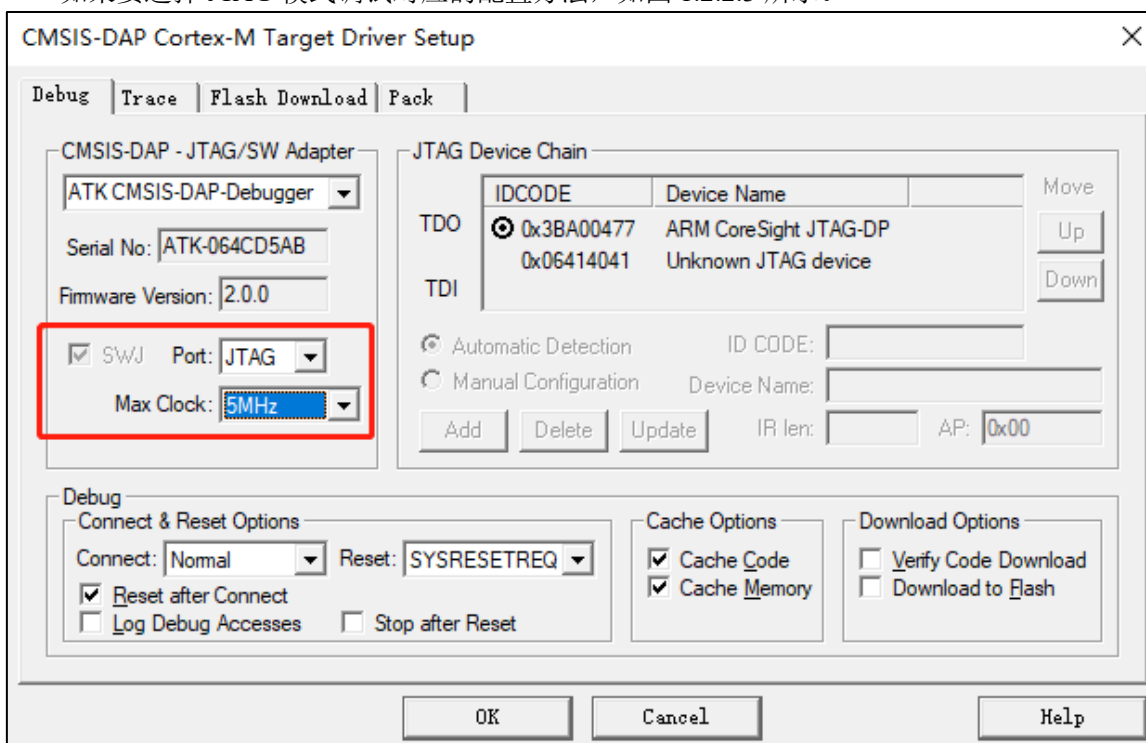 CMSIS-DAP Cortex-M Target Driver Setup
Debug Trace Flash Download Pack
CMSIS-DAP - JTAG/SW Adapter
ATK CMSIS-DAP-Debugger
Serial No: ATK-064CD5AB
Firmware Version: 2.0.0
SWJ Port: JTAG
Max Clock: 5MHz
JTAG Device Chain
IDCODE Device Name
TDO 0x3BA00477 ARM CoreSight JTAG-DP
0x06414041 Unknown JTAG device
TDI
Move
Up
Down
Automatic Detection ID CODE:
Manual Configuration Device Name:
Add Delete Update IR len: AP: 0x00
Debug
Connect & Reset Options
Connect: Normal Reset: SYSRESETREQ
Reset after Connect
Log Debug Accesses Stop after Reset
Cache Options
Cache Code
Cache Memory
Download Options
Verify Code Download
Download to Flash
OK Cancel Help